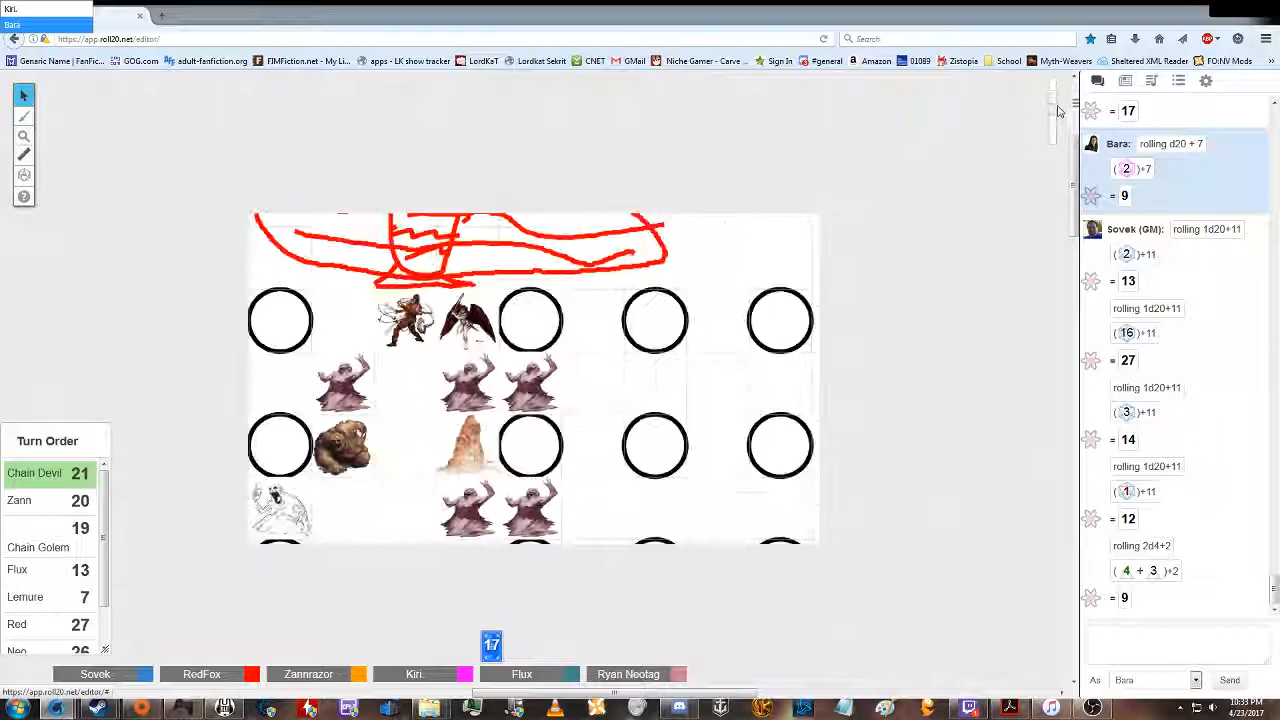 Kiri.
Bara
https://app.roll20.net/editor/
Search
Generic Name | FanFic...
GOG.com
adult-fanfiction.org
FIMFiction.net - My Li...
apps - LK show tracker
LordKaT
Lordkat Sekrit
CNET
GMail
Niche Gamer - Carve ...
Sign In
#general
Amazon
01089
Zistopia
School
Myth-Weavers
Sheltered XML Reader
FO:NV Mods
= 17
Bara: rolling d20 + 7
(2)+7
= 9
Sovek (GM): rolling 1d20+11
(2)+11
= 13
rolling 1d20+11
(16)+11
= 27
rolling 1d20+11
(3)+11
= 14
rolling 1d20+11
(1)+11
= 12
rolling 2d4+2
(4 + 3)+2
= 9
Turn Order
Chain Devil 21
Zann 20
19
Chain Golem
Flux 13
Lemure 7
Red 27
Neo 26
17
Sovek
RedFox
Zannrazor
Kiri.
Flux
Ryan Neotag
As Bara Send
https://app.roll20.net/editor/#
10:33 PM
4/23/2017